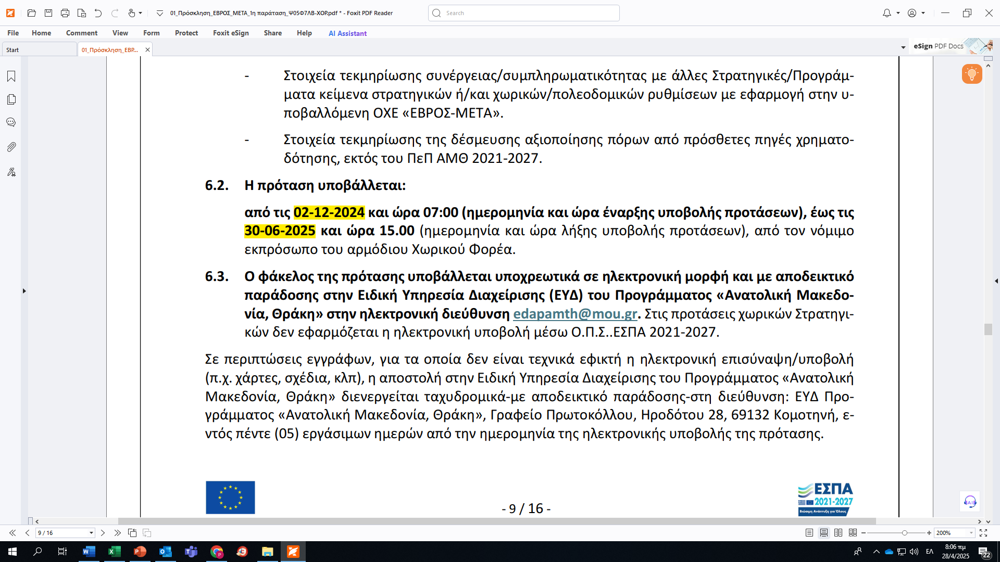 01_Πρόσκληση_ΕΒΡΟΣ_ΜΕΤΑ_1η παράταση_Ψ05Φ7ΛΒ-ΧΟΡ.pdf * - Foxit PDF Reader
Search
File Home Comment View Form Protect Foxit eSign Share Help AI Assistant
Start
01_Πρόσκληση_ΕΒΡ...
eSign PDF Docs
- Στοιχεία τεκμηρίωσης συνέργειας/συμπληρωματικότητας με άλλες Στρατηγικές/Προγράμ-
ματα κείμενα στρατηγικών ή/και χωρικών/πολεοδομικών ρυθμίσεων με εφαρμογή στην υ-
ποβαλλόμενη ΟΧΕ «ΕΒΡΟΣ-ΜΕΤΑ».
- Στοιχεία τεκμηρίωσης της δέσμευσης αξιοποίησης πόρων από πρόσθετες πηγές χρηματο-
δότησης, εκτός του ΠεΠ ΑΜΘ 2021-2027.
6.2. Η πρόταση υποβάλλεται:
από τις 02-12-2024 και ώρα 07:00 (ημερομηνία και ώρα έναρξης υποβολής προτάσεων), έως τις
30-06-2025 και ώρα 15.00 (ημερομηνία και ώρα λήξης υποβολής προτάσεων), από τον νόμιμο
εκπρόσωπο του αρμόδιου Χωρικού Φορέα.
6.3. Ο φάκελος της πρότασης υποβάλλεται υποχρεωτικά σε ηλεκτρονική μορφή και με αποδεικτικό
παράδοσης στην Ειδική Υπηρεσία Διαχείρισης (ΕΥΔ) του Προγράμματος «Ανατολική Μακεδο-
νία, Θράκη» στην ηλεκτρονική διεύθυνση edapamth@mou.gr. Στις προτάσεις χωρικών Στρατηγι-
κών δεν εφαρμόζεται η ηλεκτρονική υποβολή μέσω Ο.Π.Σ..ΕΣΠΑ 2021-2027.
Σε περιπτώσεις εγγράφων, για τα οποία δεν είναι τεχνικά εφικτή η ηλεκτρονική επισύναψη/υποβολή
(π.χ. χάρτες, σχέδια, κλπ), η αποστολή στην Ειδική Υπηρεσία Διαχείρισης του Προγράμματος «Ανατολική
Μακεδονία, Θράκη» διενεργείται ταχυδρομικά-με αποδεικτικό παράδοσης-στη διεύθυνση: ΕΥΔ Προ-
γράμματος «Ανατολική Μακεδονία, Θράκη», Γραφείο Πρωτοκόλλου, Ηροδότου 28, 69132 Κομοτηνή, ε-
ντός πέντε (05) εργάσιμων ημερών από την ημερομηνία της ηλεκτρονικής υποβολής της πρότασης.
ΕΣΠΑ
2021-2027
Βιώσιμη Ανάπτυξη για Όλους
- 9 / 16 -
AI
9 / 16
200%
ΕΛ
8:06 πμ
28/4/2025
22